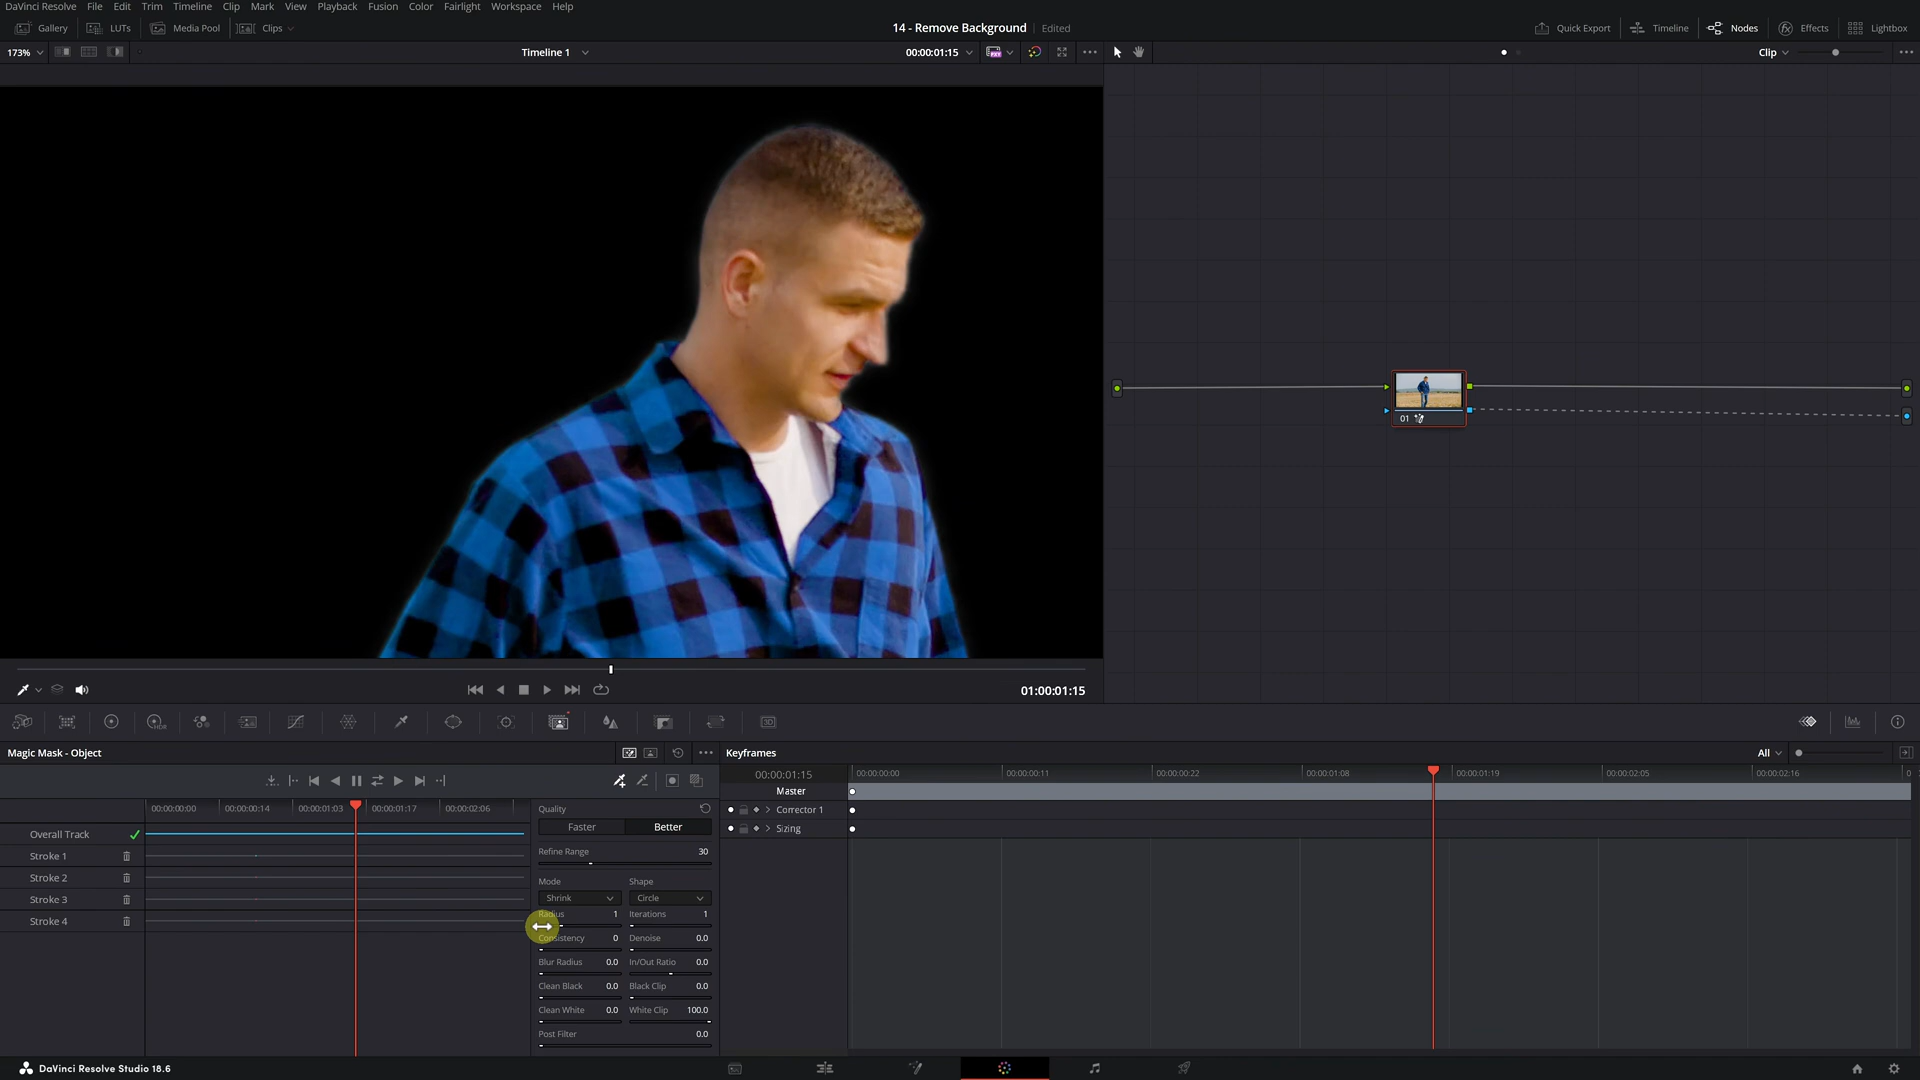 DaVinci Resolve File Edit Trim Timeline Clip Mark View Playback Fusion Color Fairlight Workspace Help
Gallery LUTs Media Pool Clips 14 - Remove Background Edited Quick Export Timeline Nodes Effects Lightbox
173% Timeline 1 00:00:01:15 Clip
01
01:00:01:15
Magic Mask - Object Keyframes All
00:00:00:00 00:00:00:14 00:00:01:03 00:00:01:17 00:00:02:06
Overall Track
Stroke 1
Stroke 2
Stroke 3
Stroke 4
Quality
Faster Better
Refine Range 30
Mode Shape
Shrink Circle
Radius 1 Iterations 1
Consistency 0 Denoise 0.0
Blur Radius 0.0 In/Out Ratio 0.0
Clean Black 0.0 Black Clip 0.0
Clean White 0.0 White Clip 100.0
Post Filter 0.0
00:00:01:15 00:00:00:00 00:00:00:11 00:00:00:22 00:00:01:08 00:00:01:19 00:00:02:05 00:00:02:16 0
Master
Corrector 1
Sizing
DaVinci Resolve Studio 18.6